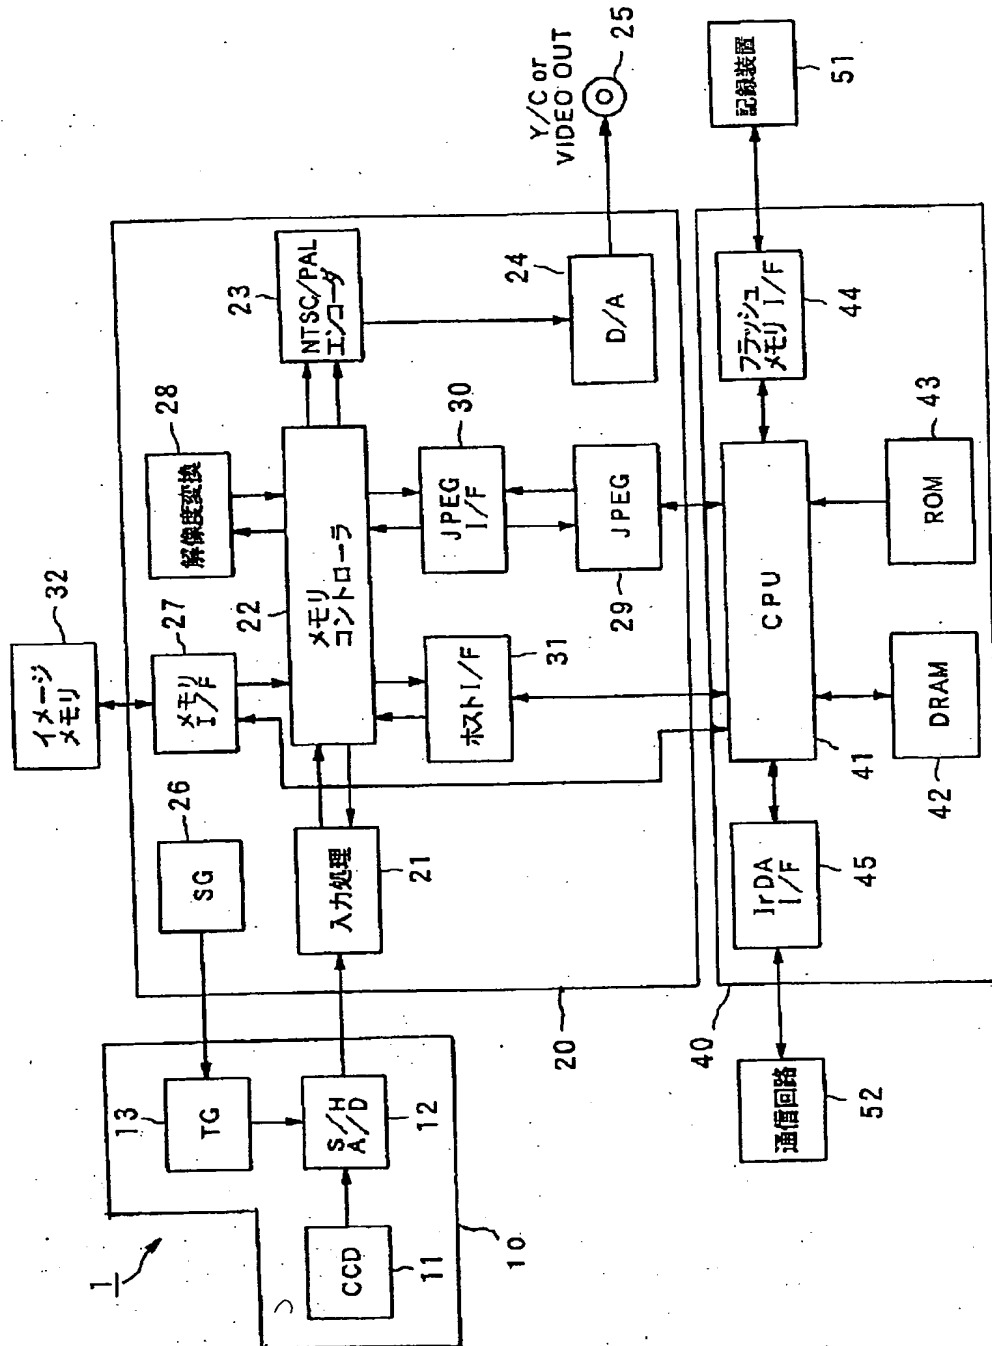 1
イメージ
メモリ
32
SG
26
メモリ
I/F
27
解像度変換
28
NTSC/PAL
エンコーダ
23
TG
13
S/H
A/D
12
CCD
11
10
入力処理
21
メモリ
コントローラ
22
ホストI/F
31
JPEG
I/F
30
JPEG
29
D/A
24
Y/C or
VIDEO OUT
25
20
40
CPU
41
DRAM
42
ROM
43
フラッシュ
メモリ I/F
44
IrDA
I/F
45
記録装置
51
通信回路
52